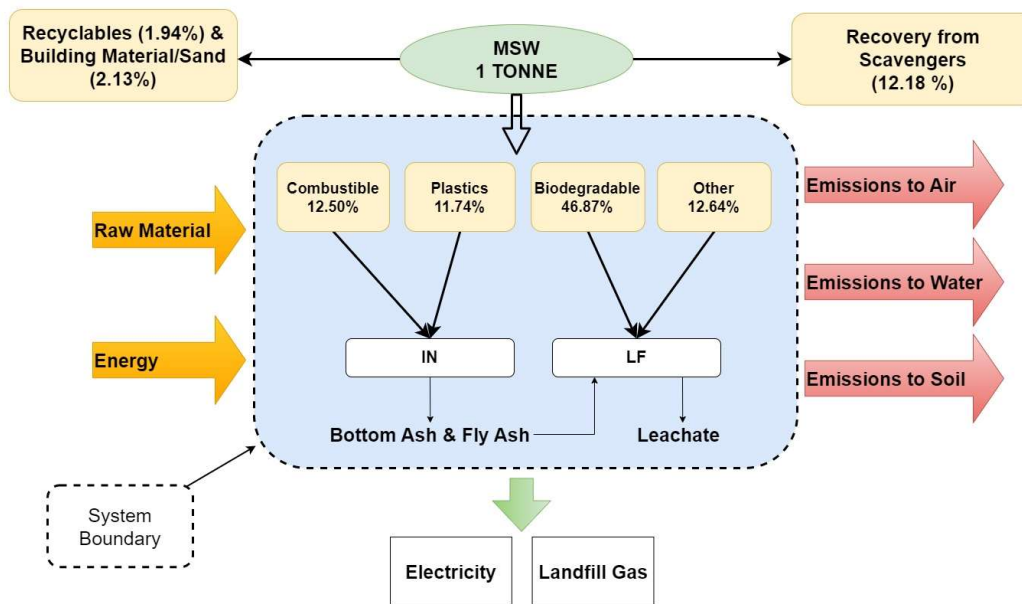 Recyclables (1.94%) &
Building Material/Sand
(2.13%)
MSW
1 TONNE
Recovery from
Scavengers
(12.18 %)
Combustible
12.50%
Plastics
11.74%
Biodegradable
46.87%
Other
12.64%
Raw Material
Energy
Emissions to Air
Emissions to Water
Emissions to Soil
IN
LF
Bottom Ash & Fly Ash
Leachate
System
Boundary
Electricity
Landfill Gas